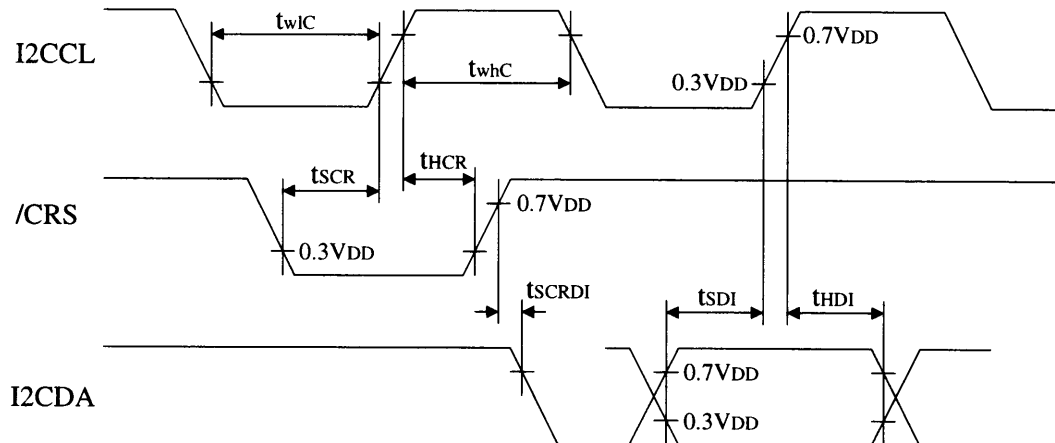 twlC
I2CCL
0.7VDD
twhC
0.3VDD
tSCR
tHCR
/CRS
0.7VDD
0.3VDD
tSCRDI
tSDI
tHDI
I2CDA
0.7VDD
0.3VDD